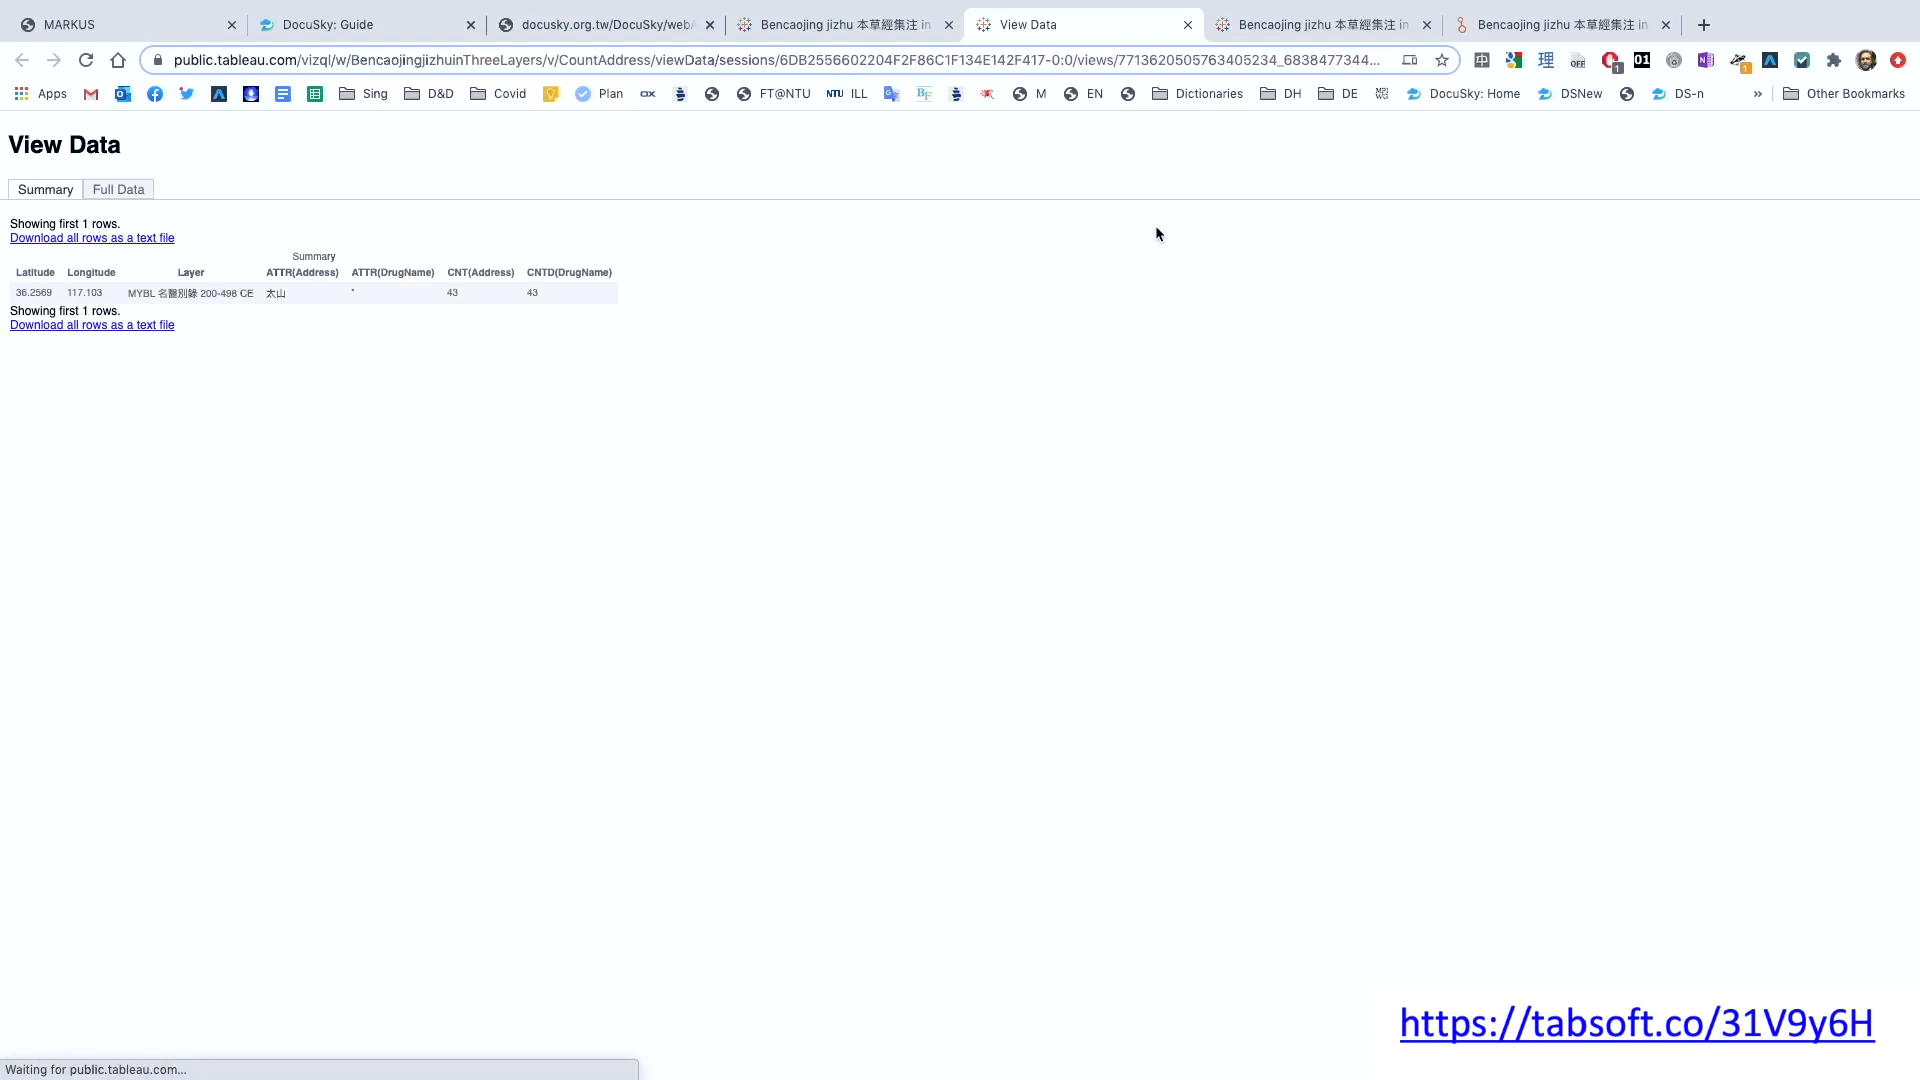 MARKUS
DocuSky: Guide
docusky.org.tw/DocuSky/webA
Bencaojing jizhu 本草經集注 in
View Data
Bencaojing jizhu 本草經集注 in
Bencaojing jizhu 本草經集注 in
public.tableau.com/vizql/w/BencaojingjizhuinThreeLayers/v/CountAddress/viewData/sessions/6DB2556602204F2F86C1F134E142F417-0:0/views/7713620505763405234_6838477344...
Apps Sing D&D Covid Plan OX FT@NTU NTU ILL BF M EN Dictionaries DH DE DocuSky: Home DSNew DS-n » Other Bookmarks
View Data
Summary Full Data
Showing first 1 rows.
Download all rows as a text file
Summary
Latitude Longitude Layer ATTR(Address) ATTR(DrugName) CNT(Address) CNTD(DrugName)
36.2569 117.103 MYBL 名醫別錄 200-498 CE 太山 * 43 43
Showing first 1 rows.
Download all rows as a text file
https://tabsoft.co/31V9y6H
Waiting for public.tableau.com...